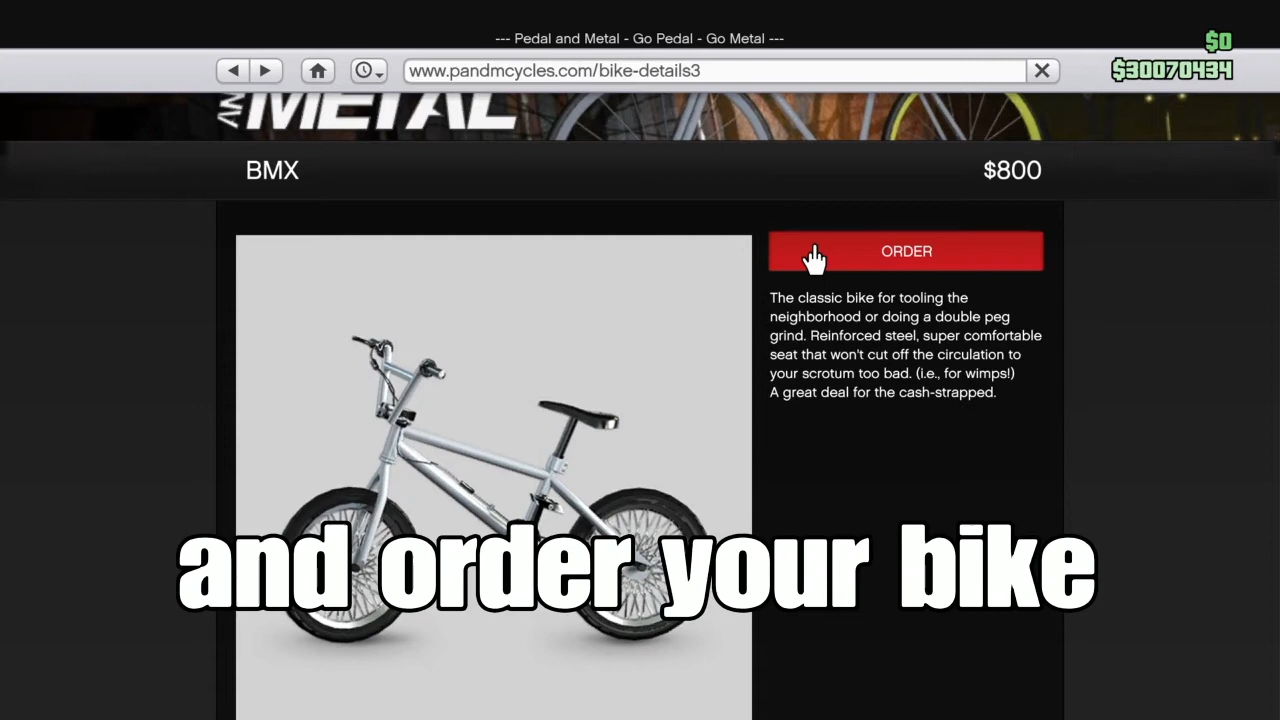 --- Pedal and Metal - Go Pedal - Go Metal ---
$0
www.pandmcycles.com/bike-details3
$30070434
METAL
BMX
$800
ORDER
The classic bike for tooling the
neighborhood or doing a double peg
grind. Reinforced steel, super comfortable
seat that won't cut off the circulation to
your scrotum too bad. (i.e., for wimps!)
A great deal for the cash-strapped.
and order your bike